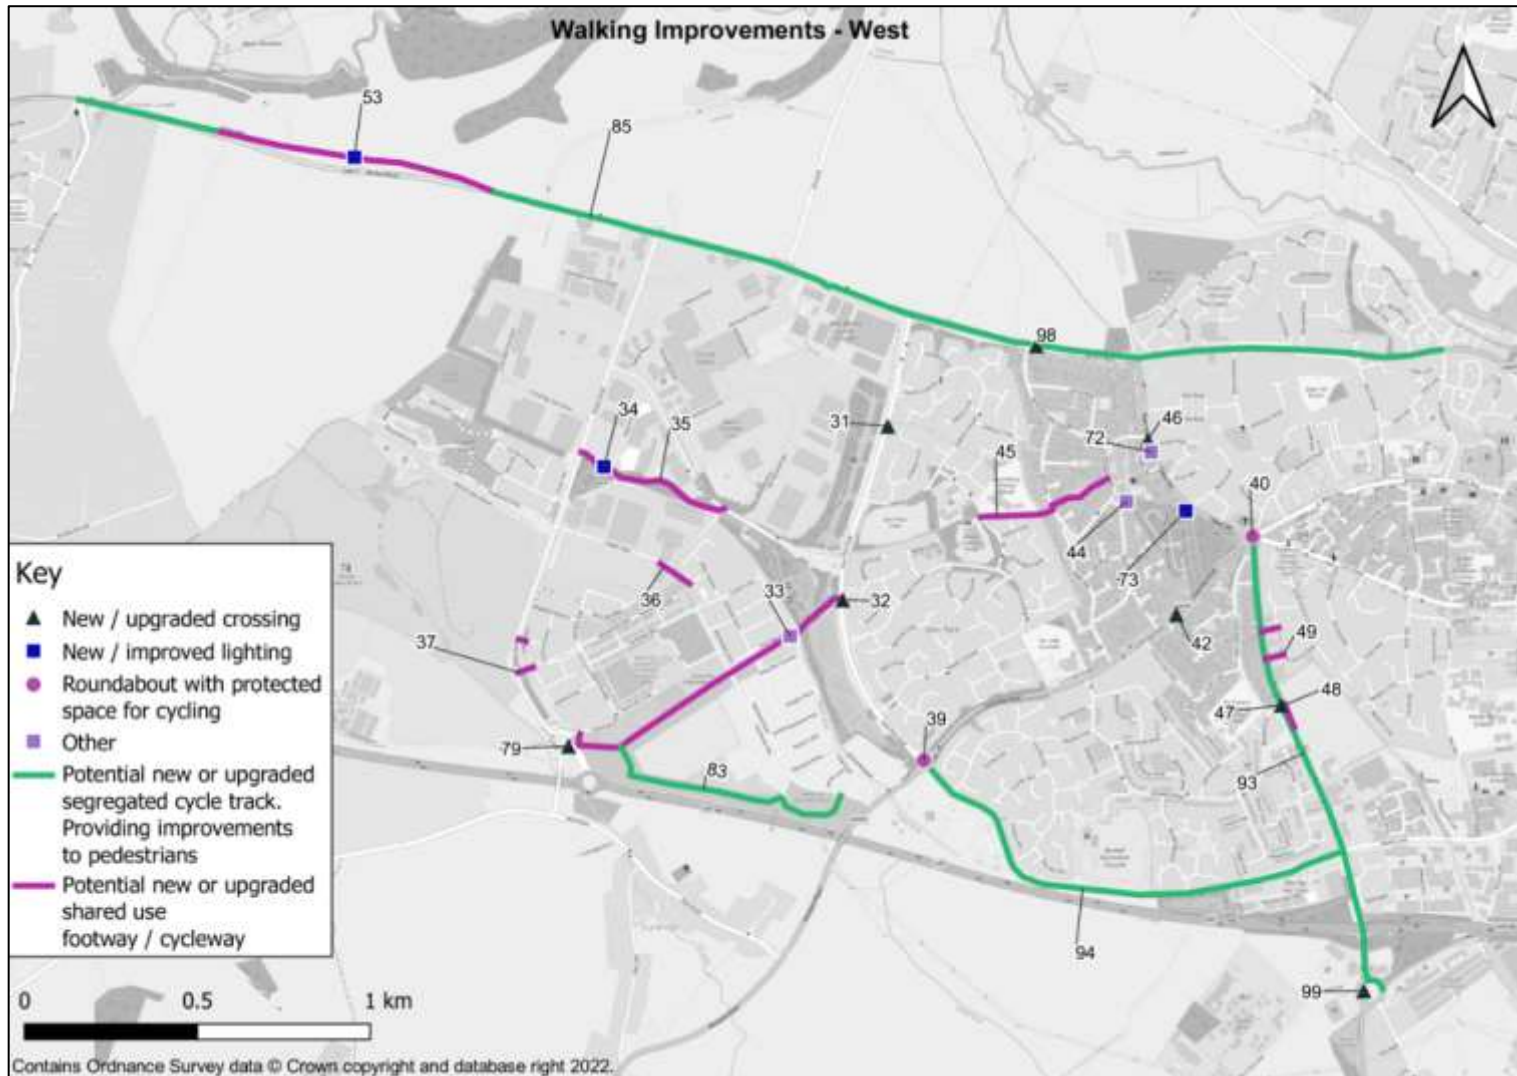 Walking Improvements - West
53
85
98
34
35
31
46
72
45
40
44
73
36
33
32
42
49
37
47
48
39
79
83
93
94
99
Key
New / upgraded crossing
New / improved lighting
Roundabout with protected
space for cycling
Other
Potential new or upgraded
segregated cycle track.
Providing improvements
to pedestrians
Potential new or upgraded
shared use
footway / cycleway
0 0.5 1 km
Contains Ordnance Survey data © Crown copyright and database right 2022.